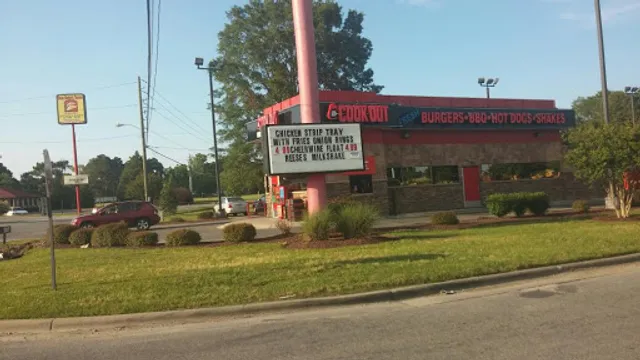 COOK OUT
BURGERS•BBQ•HOT DOGS•SHAKES
CHICKEN STRIP TRAY
WITH FRIES ONION RINGS
CHEERWINE FLOAT
REESES MILKSHAKE